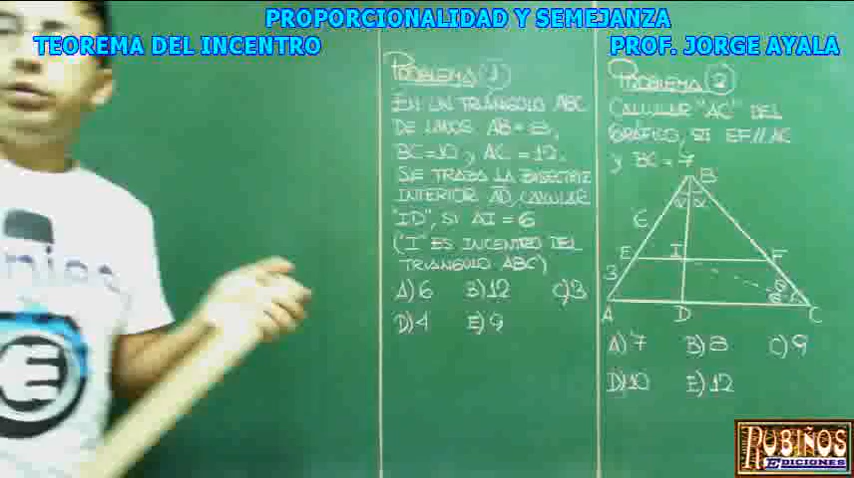 PROPORCIONALIDAD Y SEMEJANZA
TEOREMA DEL INCENTRO
PROF. JORGE AYALA
PROBLEMA 1
EN UN TRIÁNGULO ABC
DE LADOS AB = 8,
BC = 10 y AC = 12.
SE TRAZA LA BISECTRIZ
INTERIOR AD, CALCULAR
"ID", SI AI = 6
("I" ES INCENTRO DEL
TRIANGULO ABC)
A) 6 B) 12 C) 3
D) 4 E) 9
PROBLEMA 2
CALCULAR "AC" DEL
GRÁFICO, SI EF // AC
y BC = 7
B
α α
6
E I F
3
θ
θ
A D C
A) 7 B) 8 C) 9
D) 10 E) 12
E
RUBIÑOS
EDICIONES